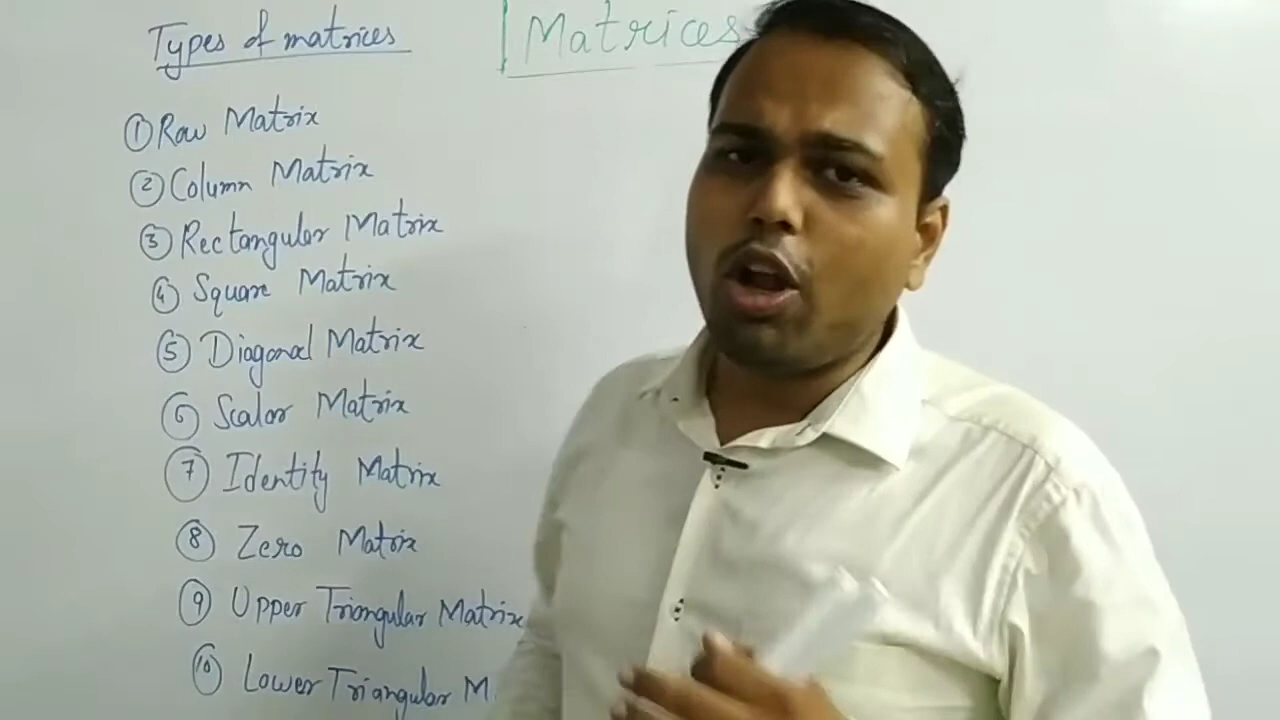 Types of matrices
Matrices
① Row Matrix
② Column Matrix
③ Rectangular Matrix
④ Square Matrix
⑤ Diagonal Matrix
⑥ Scalar Matrix
⑦ Identity Matrix
⑧ Zero Matrix
⑨ Upper Triangular Matrix
⑩ Lower Triangular M.